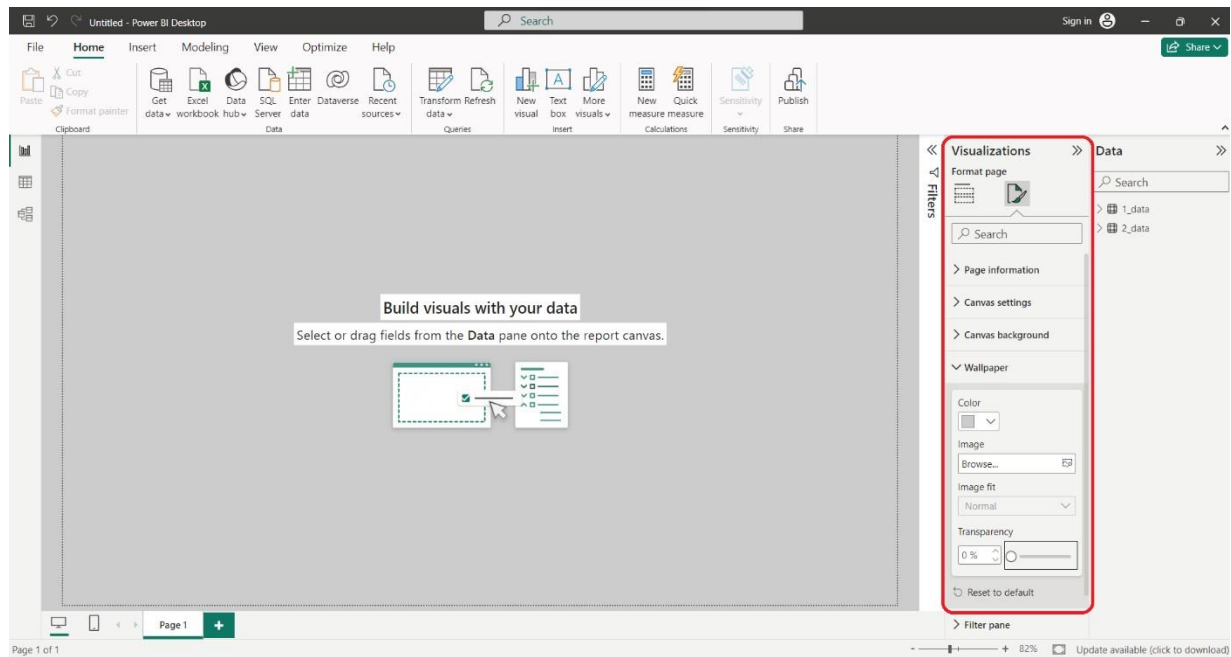 Untitled - Power BI Desktop
Search
Sign in
File Home Insert Modeling View Optimize Help
Share
Paste
Cut
Copy
Format painter
Clipboard
Get data
Excel workbook
Data hub
SQL Server
Enter data
Dataverse
Recent sources
Data
Transform data
Refresh
Queries
New visual
Text box
More visuals
Insert
New measure
Quick measure
Calculations
Sensitivity
Sensitivity
Publish
Share
Build visuals with your data
Select or drag fields from the Data pane onto the report canvas.
Filters
Visualizations
Format page
Search
Page information
Canvas settings
Canvas background
Wallpaper
Color
Image
Browse...
Image fit
Normal
Transparency
0 %
Reset to default
Filter pane
Data
Search
1_data
2_data
Page 1
Page 1 of 1
- + 82%
Update available (click to download)